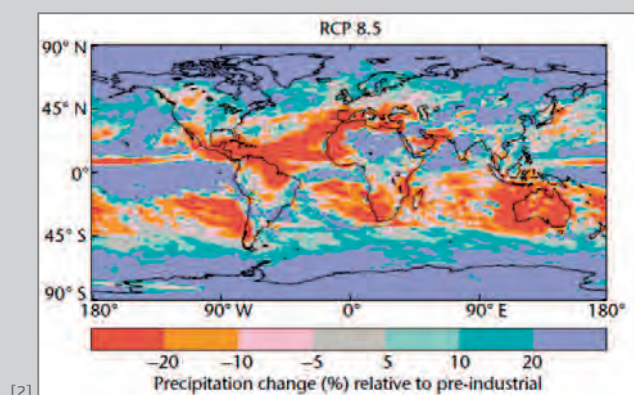 RCP 8.5
90° N
45° N
0°
45° S
90° S
180° 90° W 0° 90° E 180°
−20 −10 −5 5 10 20
Precipitation change (%) relative to pre-industrial
[2]